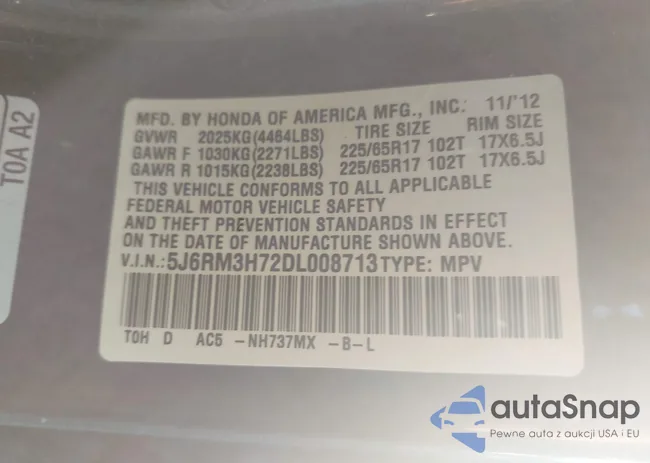 MFD. BY HONDA OF AMERICA MFG., INC. 11/'12
GVWR 2025KG(4464LBS) TIRE SIZE RIM SIZE
GAWR F 1030KG(2271LBS) 225/65R17 102T 17X6.5J
GAWR R 1015KG(2238LBS) 225/65R17 102T 17X6.5J
THIS VEHICLE CONFORMS TO ALL APPLICABLE
FEDERAL MOTOR VEHICLE SAFETY
AND THEFT PREVENTION STANDARDS IN EFFECT
ON THE DATE OF MANUFACTURE SHOWN ABOVE.
V.I.N.:5J6RM3H72DL008713 TYPE: MPV
TOH D AC5 -NH737MX -B-L
TOA A2
autaSnap
Pewne auta z aukcji USA i EU